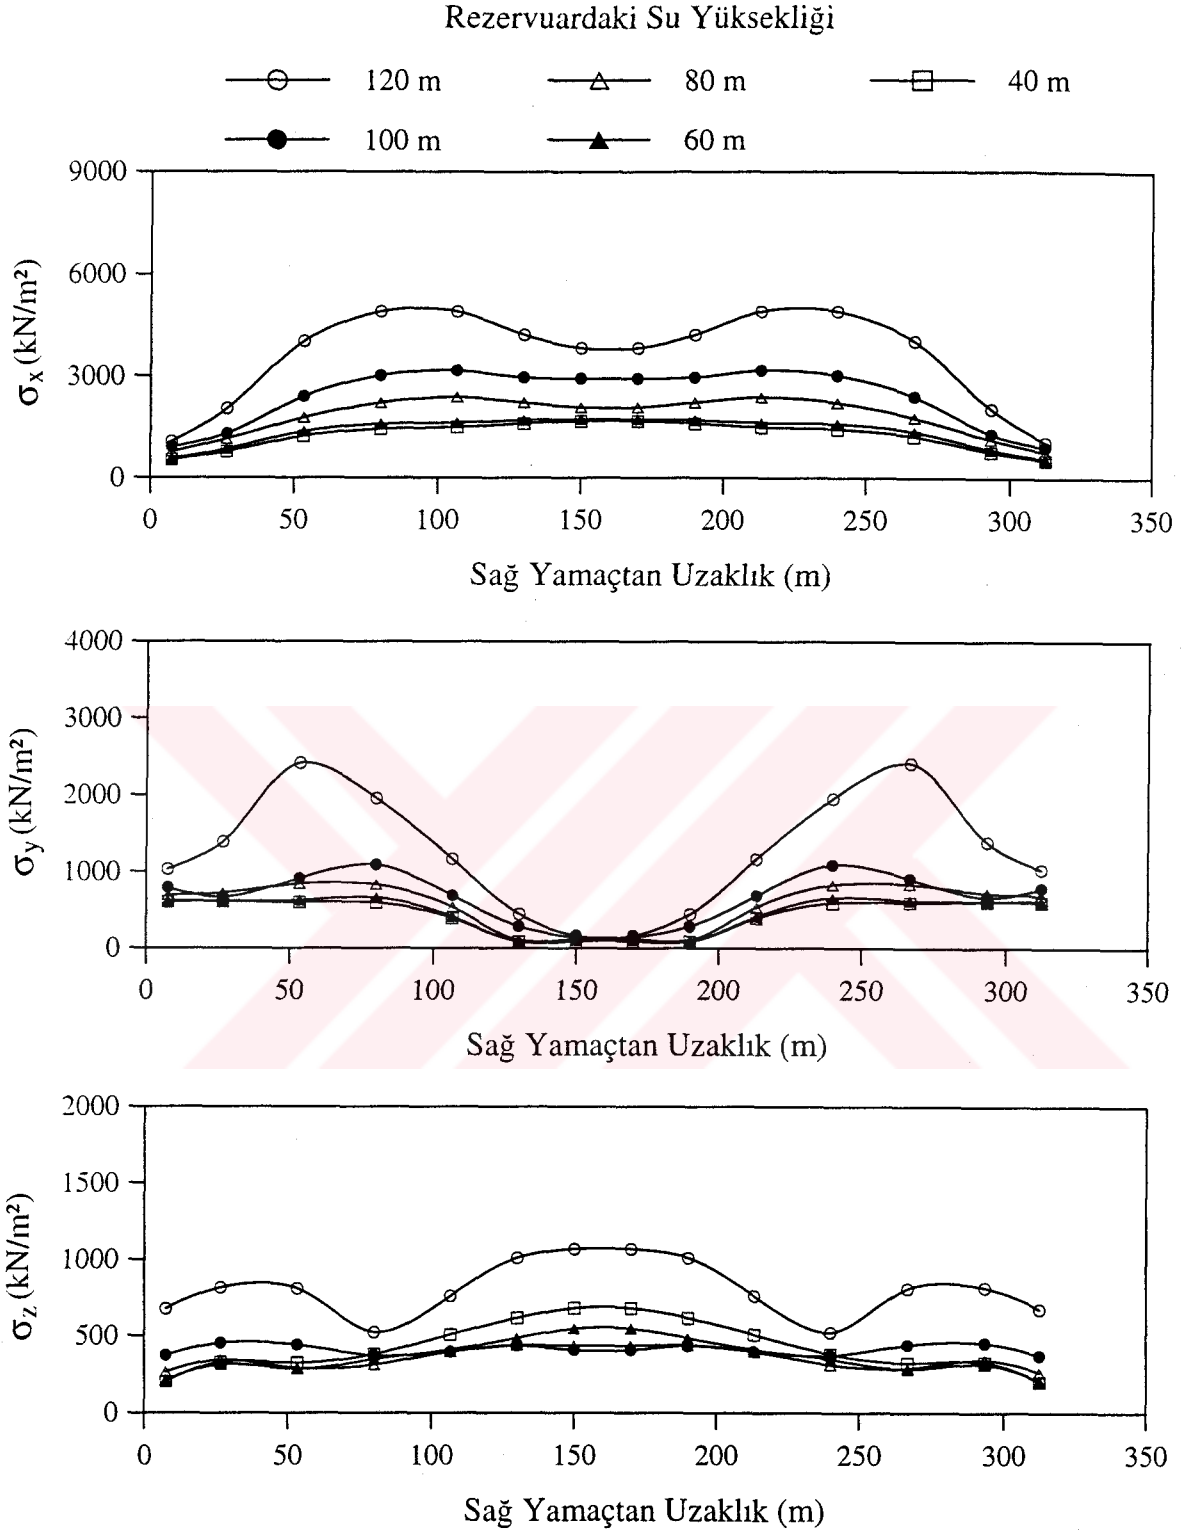 Rezervuardaki Su Yüksekliği
120 m 80 m 40 m
100 m 60 m
9000
6000
3000
0
σx (kN/m²)
0 50 100 150 200 250 300 350
Sağ Yamaçtan Uzaklık (m)
4000
3000
2000
1000
0
σy (kN/m²)
0 50 100 150 200 250 300 350
Sağ Yamaçtan Uzaklık (m)
2000
1500
1000
500
0
σz (kN/m²)
0 50 100 150 200 250 300 350
Sağ Yamaçtan Uzaklık (m)